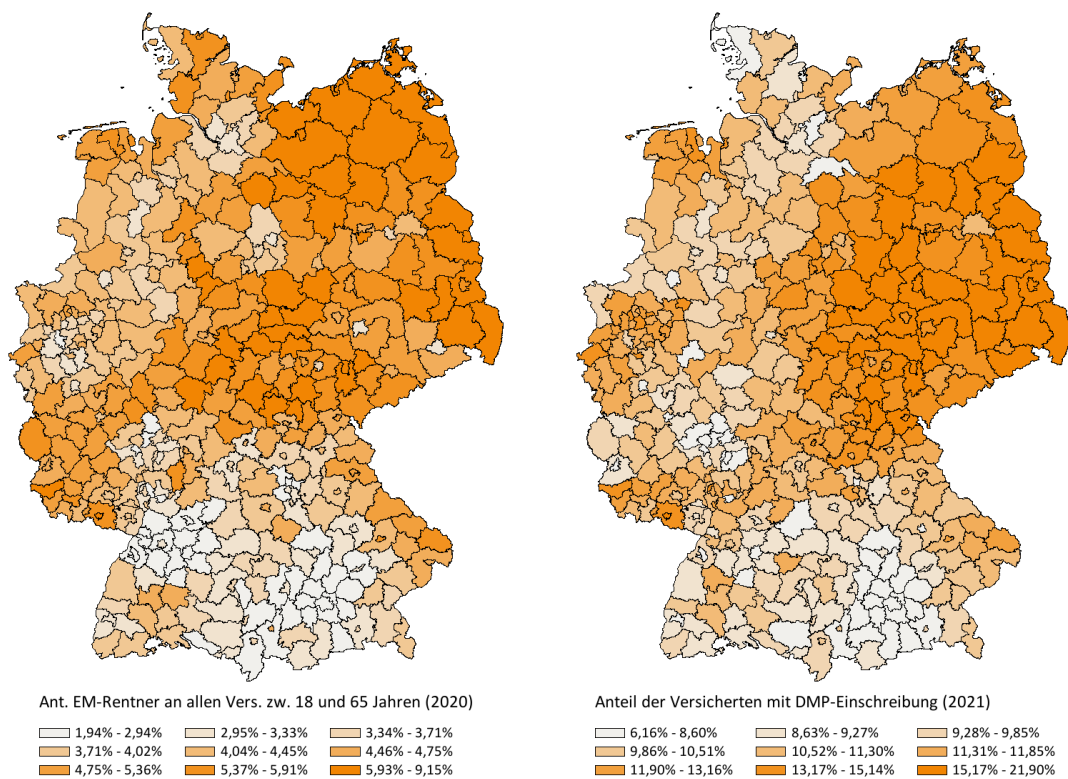 Ant. EM-Rentner an allen Vers. zw. 18 und 65 Jahren (2020)
1,94% - 2,94% 2,95% - 3,33% 3,34% - 3,71%
3,71% - 4,02% 4,04% - 4,45% 4,46% - 4,75%
4,75% - 5,36% 5,37% - 5,91% 5,93% - 9,15%
Anteil der Versicherten mit DMP-Einschreibung (2021)
6,16% - 8,60% 8,63% - 9,27% 9,28% - 9,85%
9,86% - 10,51% 10,52% - 11,30% 11,31% - 11,85%
11,90% - 13,16% 13,17% - 15,14% 15,17% - 21,90%